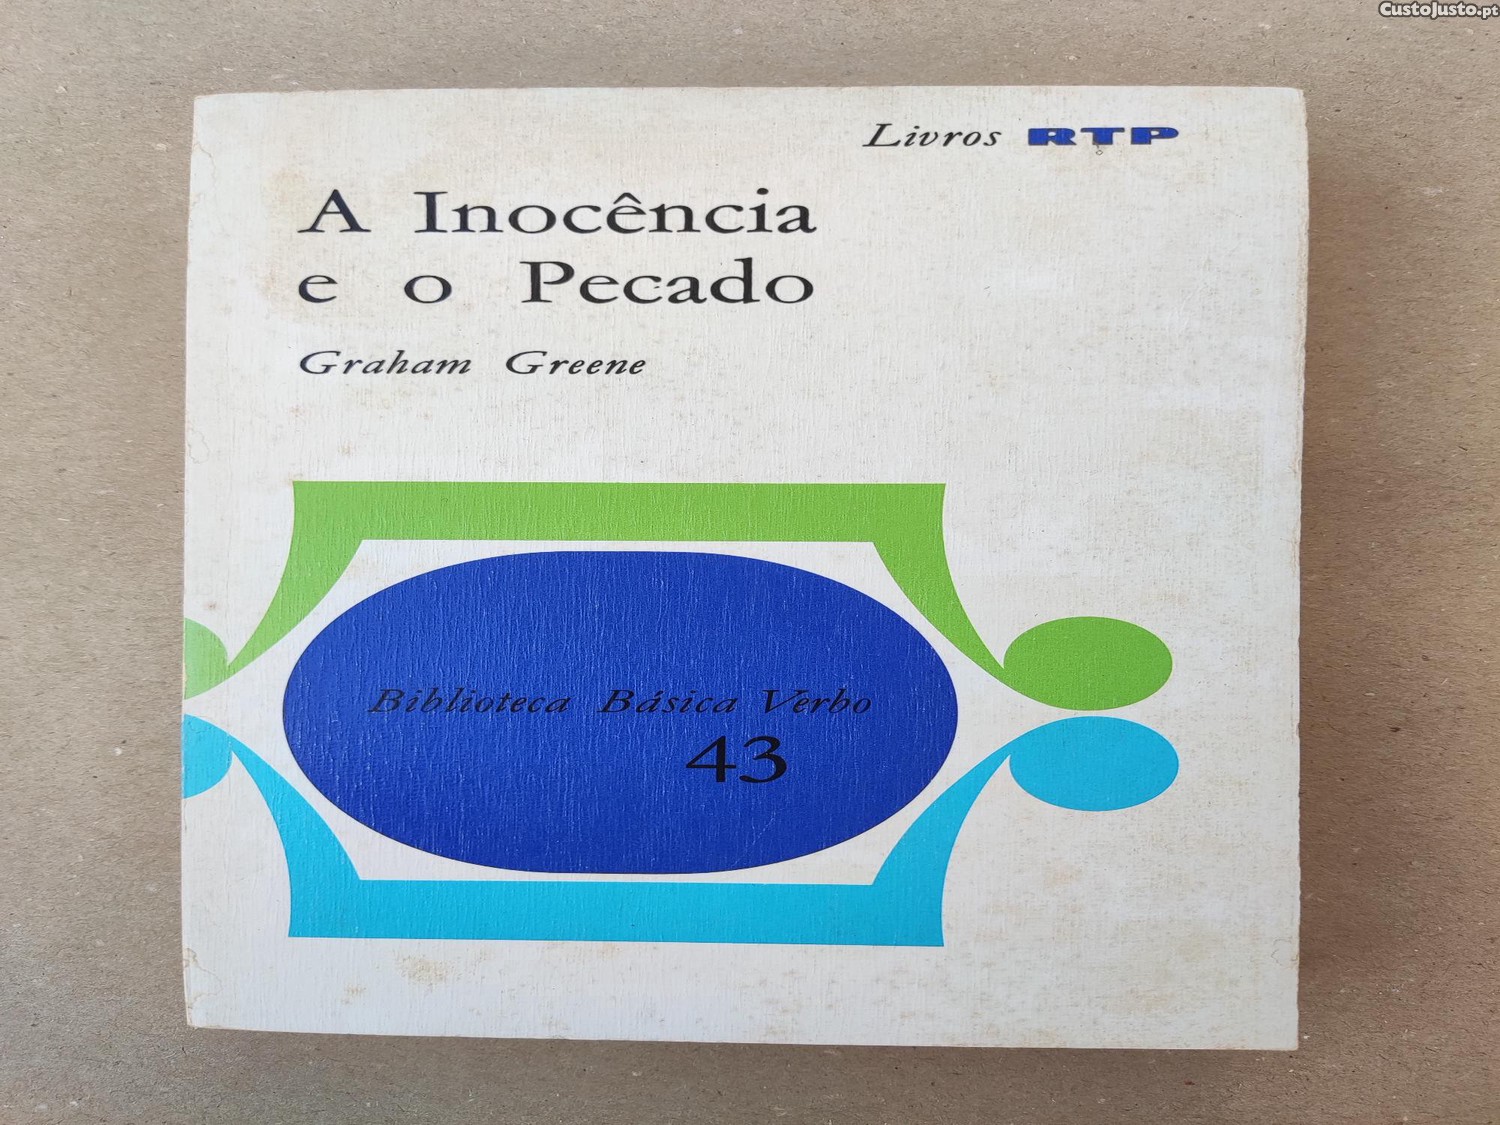 CustoJusto.pt
Livros RTP
A Inocência
e o Pecado
Graham Greene
Biblioteca Básica Verbo
43